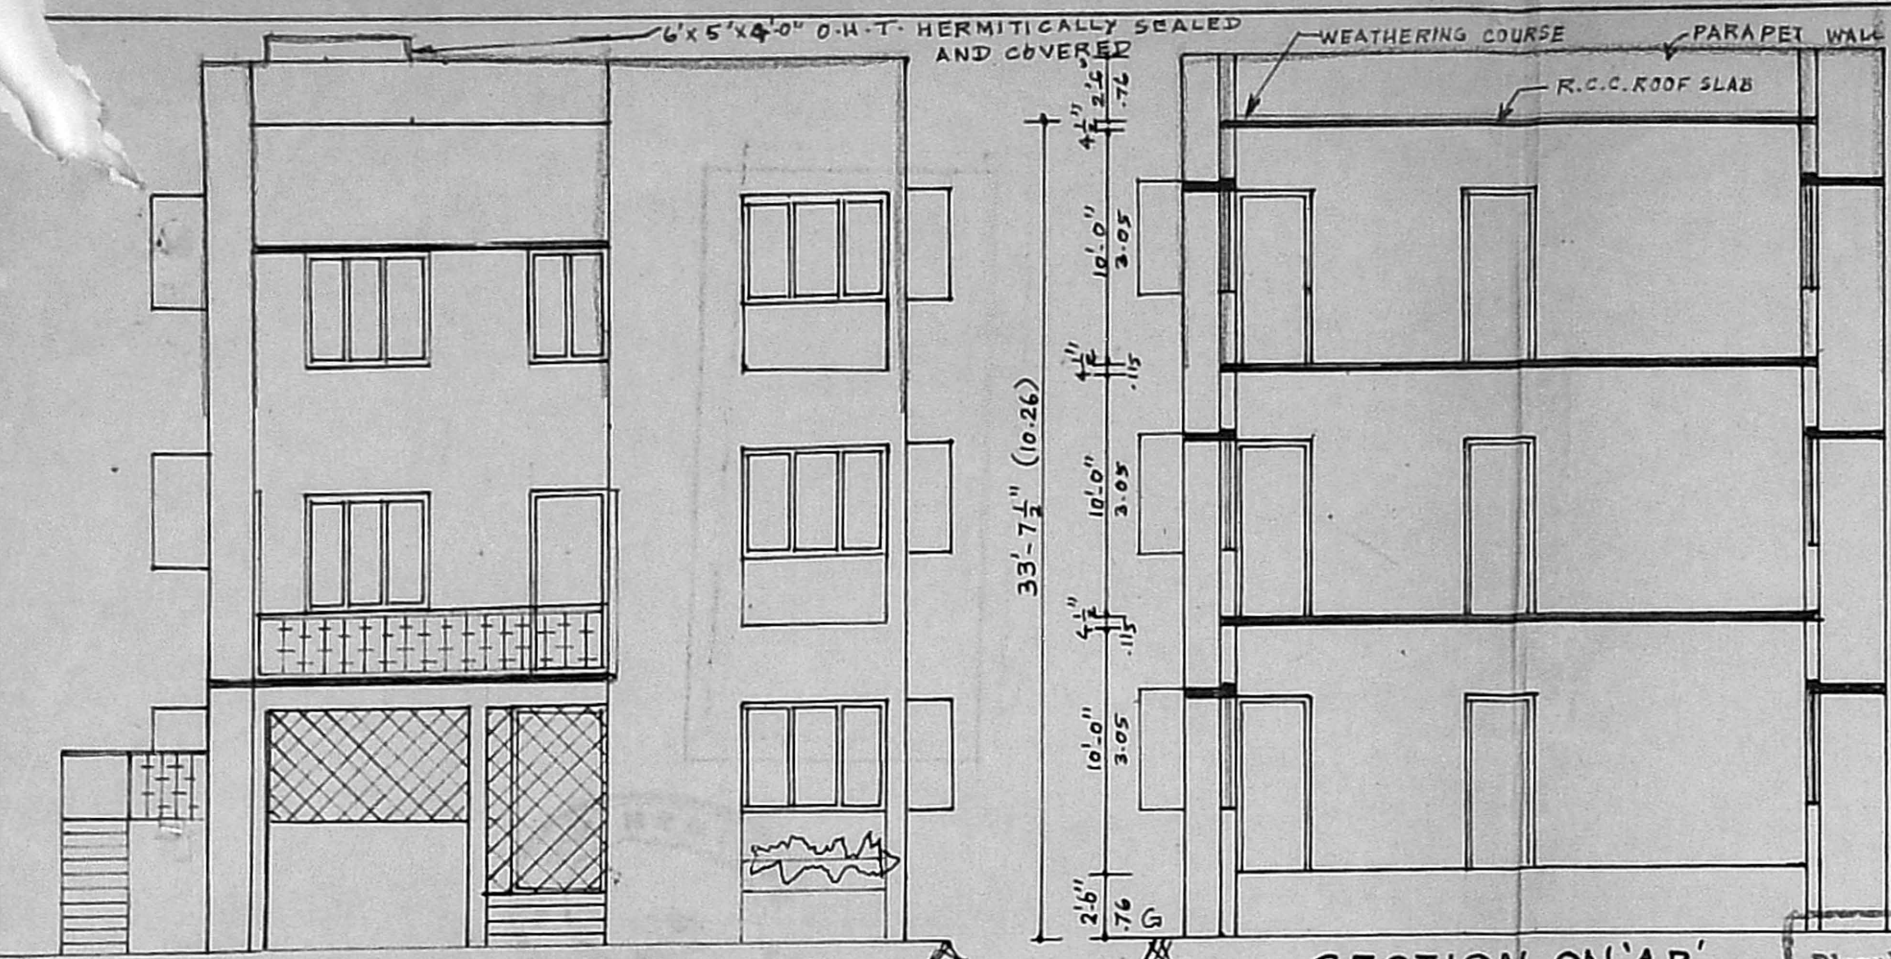 6'x 5'x4'-0" O.H.T. HERMITICALLY SEALED
AND COVERED
WEATHERING COURSE
PARAPET WALL
R.C.C. ROOF SLAB
2'-6"
.76
4½"
10'-0"
3.05
4½"
.115
33'-7½" (10.26)
10'-0"
3.05
4½"
.115
10'-0"
3.05
2'-6"
.76
G
SECTION ON 'AB'